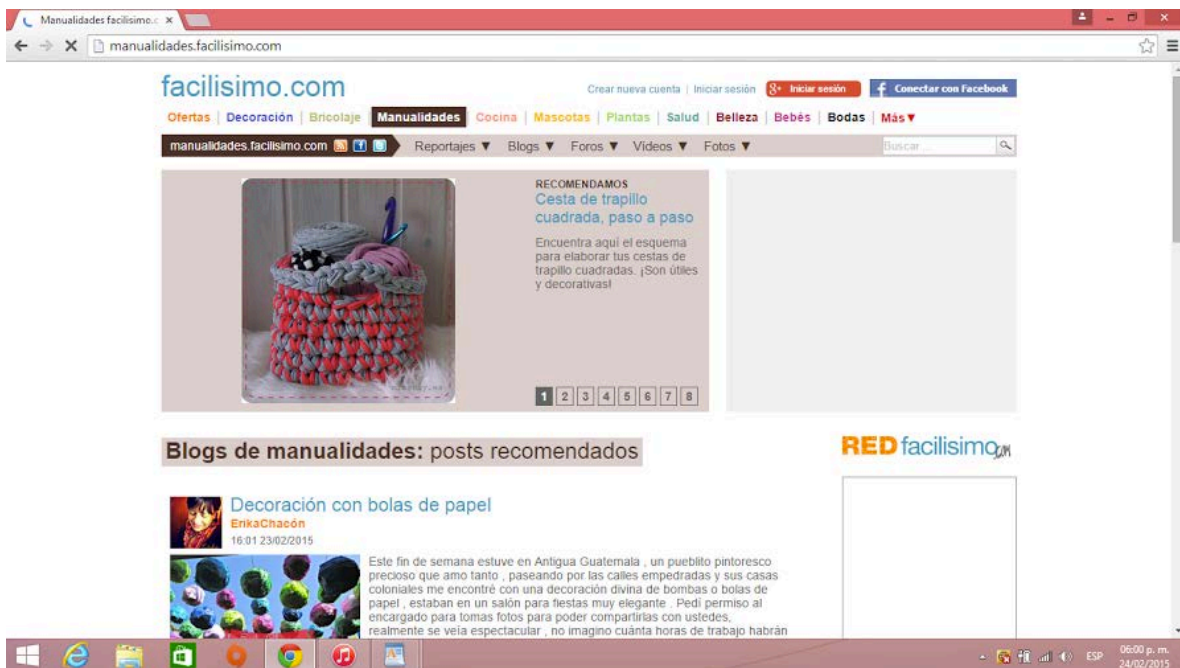 Manualidades facilisimo.c
manualidades.facilisimo.com
facilisimo.com
Crear nueva cuenta | Iniciar sesión
8+ Iniciar sesión
f Conectar con Facebook
Ofertas | Decoración | Bricolaje | Manualidades | Cocina | Mascotas | Plantas | Salud | Belleza | Bebés | Bodas | Más ▼
manualidades.facilisimo.com
Reportajes ▼ Blogs ▼ Foros ▼ Videos ▼ Fotos ▼
Buscar ...
RECOMENDAMOS
Cesta de trapillo
cuadrada, paso a paso
Encuentra aquí el esquema
para elaborar tus cestas de
trapillo cuadradas. ¡Son útiles
y decorativas!
1 2 3 4 5 6 7 8
Blogs de manualidades: posts recomendados
RED facilisimo.com
Decoración con bolas de papel
ErikaChacón
16:01 23/02/2015
Este fin de semana estuve en Antigua Guatemala , un pueblito pintoresco
precioso que amo tanto , paseando por las calles empedradas y sus casas
coloniales me encontré con una decoración divina de bombas o bolas de
papel , estaban en un salón para fiestas muy elegante . Pedí permiso al
encargado para tomas fotos para poder compartirlas con ustedes,
realmente se veía espectacular , no imagino cuánta horas de trabajo habrán
ESP
06:00 p. m.
24/02/2015